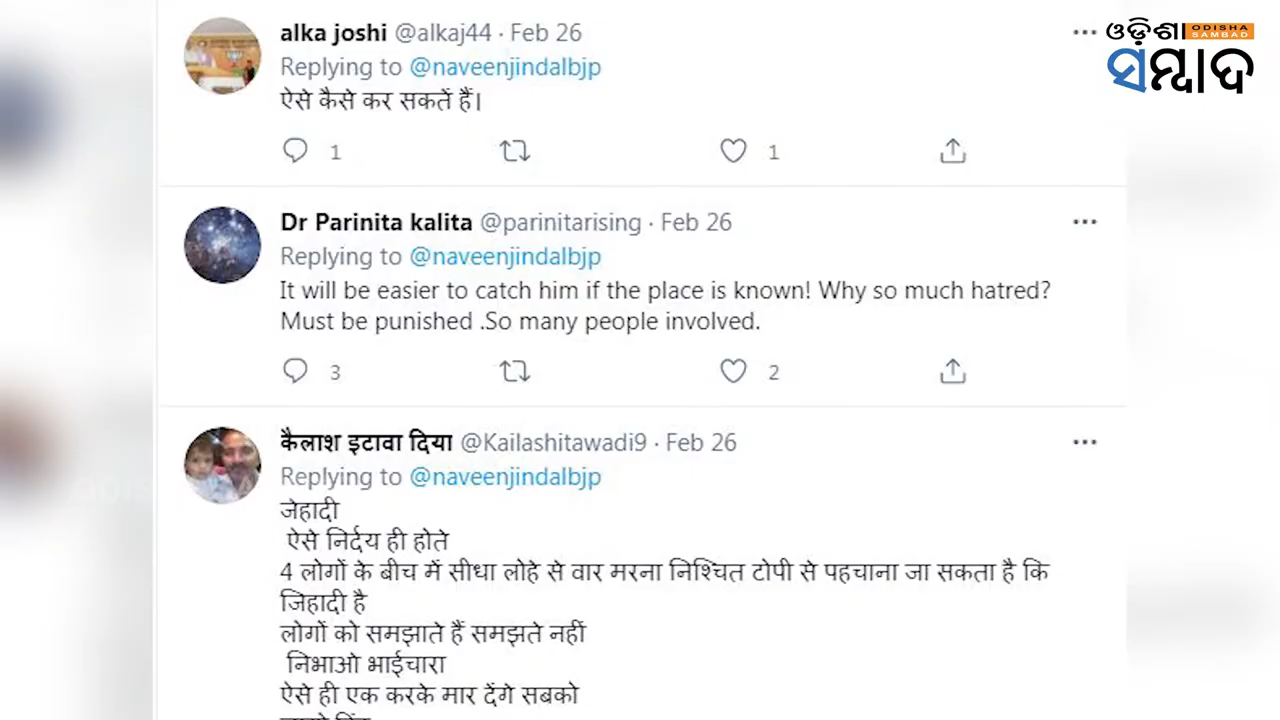 alka joshi @alkaj44 · Feb 26
Replying to @naveenjindalbjp
ऐसे कैसे कर सकतें हैं।
1 1
Dr Parinita kalita @parinitarising · Feb 26
Replying to @naveenjindalbjp
It will be easier to catch him if the place is known! Why so much hatred?
Must be punished .So many people involved.
3 2
कैलाश इटावा दिया @Kailashitawadi9 · Feb 26
Replying to @naveenjindalbjp
जेहादी
ऐसे निर्दय ही होते
4 लोगों के बीच में सीधा लोहे से वार मरना निश्चित टोपी से पहचाना जा सकता है कि
जिहादी है
लोगों को समझाते हैं समझते नहीं
निभाओ भाईचारा
ऐसे ही एक करके मार देंगे सबको
ଓଡ଼ିଶା ODISHA SAMBAD
ସମ୍ବାଦ